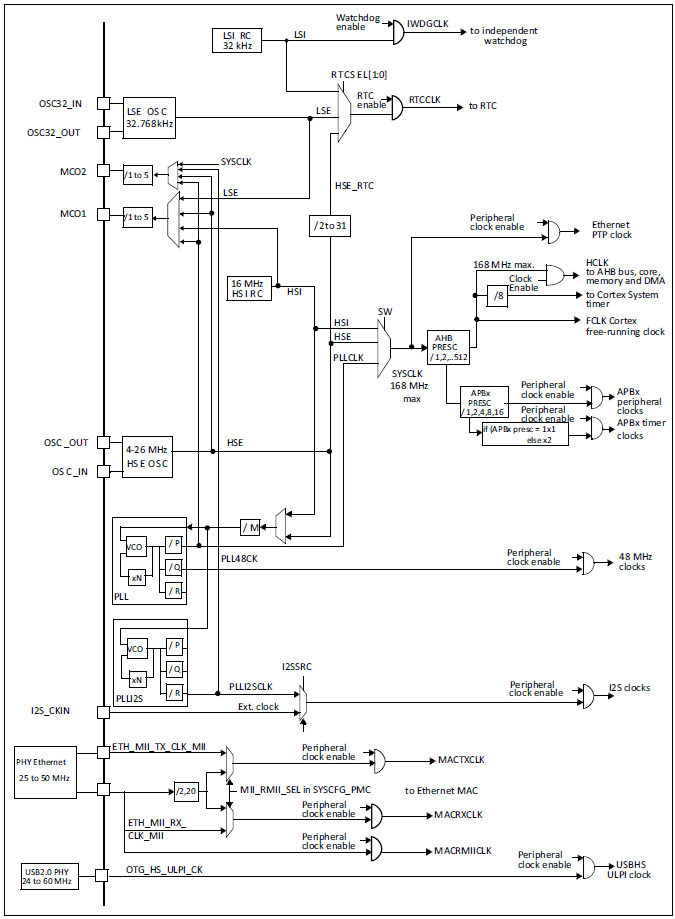 Watchdog
enable
IWDGCLK
to independent
watchdog
LSI RC
32 kHz
LSI
RTCSEL[1:0]
RTC
enable
RTCCLK
to RTC
OSC32_IN
OSC32_OUT
LSE OSC
32.768kHz
LSE
SYSCLK
MCO2
/1 to 5
LSE
HSE_RTC
MCO1
/1 to 5
/2to 31
Peripheral
clock enable
Ethernet
PTP clock
16 MHz
HSI RC
HSI
168 MHz max.
Clock
Enable
HCLK
to AHB bus, core,
memory and DMA
/8
to Cortex System
timer
FCLK Cortex
free-running clock
SW
HSI
HSE
PLLCLK
SYSCLK
168 MHz
max
AHB
PRESC
/ 1,2,..512
APBx
PRESC
/ 1,2,4,8,16
Peripheral
clock enable
APBx
peripheral
clocks
Peripheral
clock enable
if (APBx presc = 1x1
else x2
APBx timer
clocks
OSC_OUT
OSC_IN
4-26 MHz
HSE OSC
HSE
/ M
VCO
xN
/ P
/ Q
/ R
PLL
PLL48CK
Peripheral
clock enable
48 MHz
clocks
VCO
xN
/ P
/ Q
/ R
PLLI2S
PLLI2SCLK
I2SSRC
Peripheral
clock enable
I2S clocks
I2S_CKIN
Ext. clock
PHY Ethernet
25 to 50 MHz
ETH_MII_TX_CLK_MII
Peripheral
clock enable
MACTXCLK
/2,20
MII_RMII_SEL in SYSCFG_PMC
to Ethernet MAC
ETH_MII_RX_
CLK_MII
Peripheral
clock enable
MACRXCLK
Peripheral
clock enable
MACRMIICLK
USB2.0 PHY
24 to 60 MHz
OTG_HS_ULPI_CK
Peripheral
clock enable
USBHS
ULPI clock